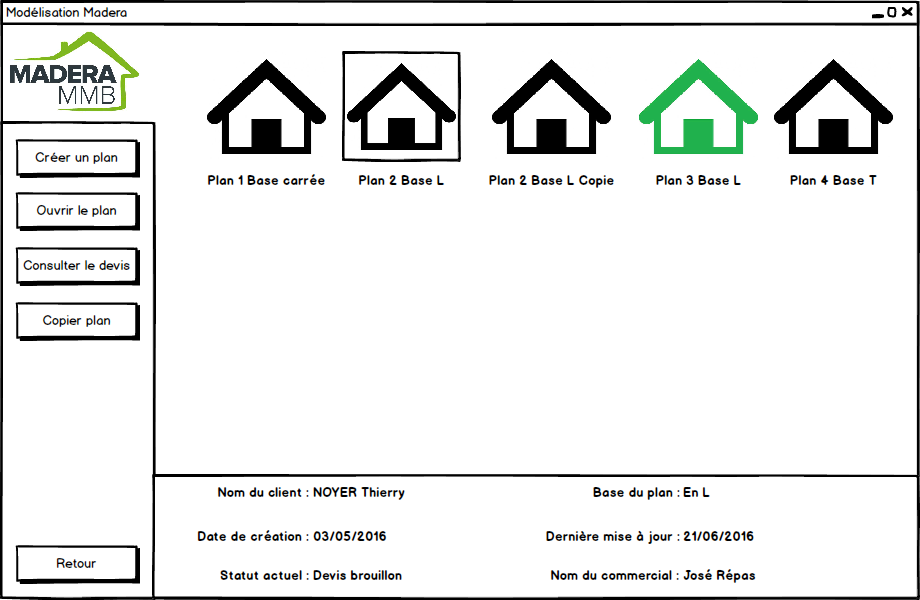 Modélisation Madera
MADERA
MMB
Créer un plan
Ouvrir le plan
Consulter le devis
Copier plan
Retour
Plan 1 Base carrée
Plan 2 Base L
Plan 2 Base L Copie
Plan 3 Base L
Plan 4 Base T
Nom du client : NOYER Thierry
Base du plan : En L
Date de création : 03/05/2016
Dernière mise à jour : 21/06/2016
Statut actuel : Devis brouillon
Nom du commercial : José Répas